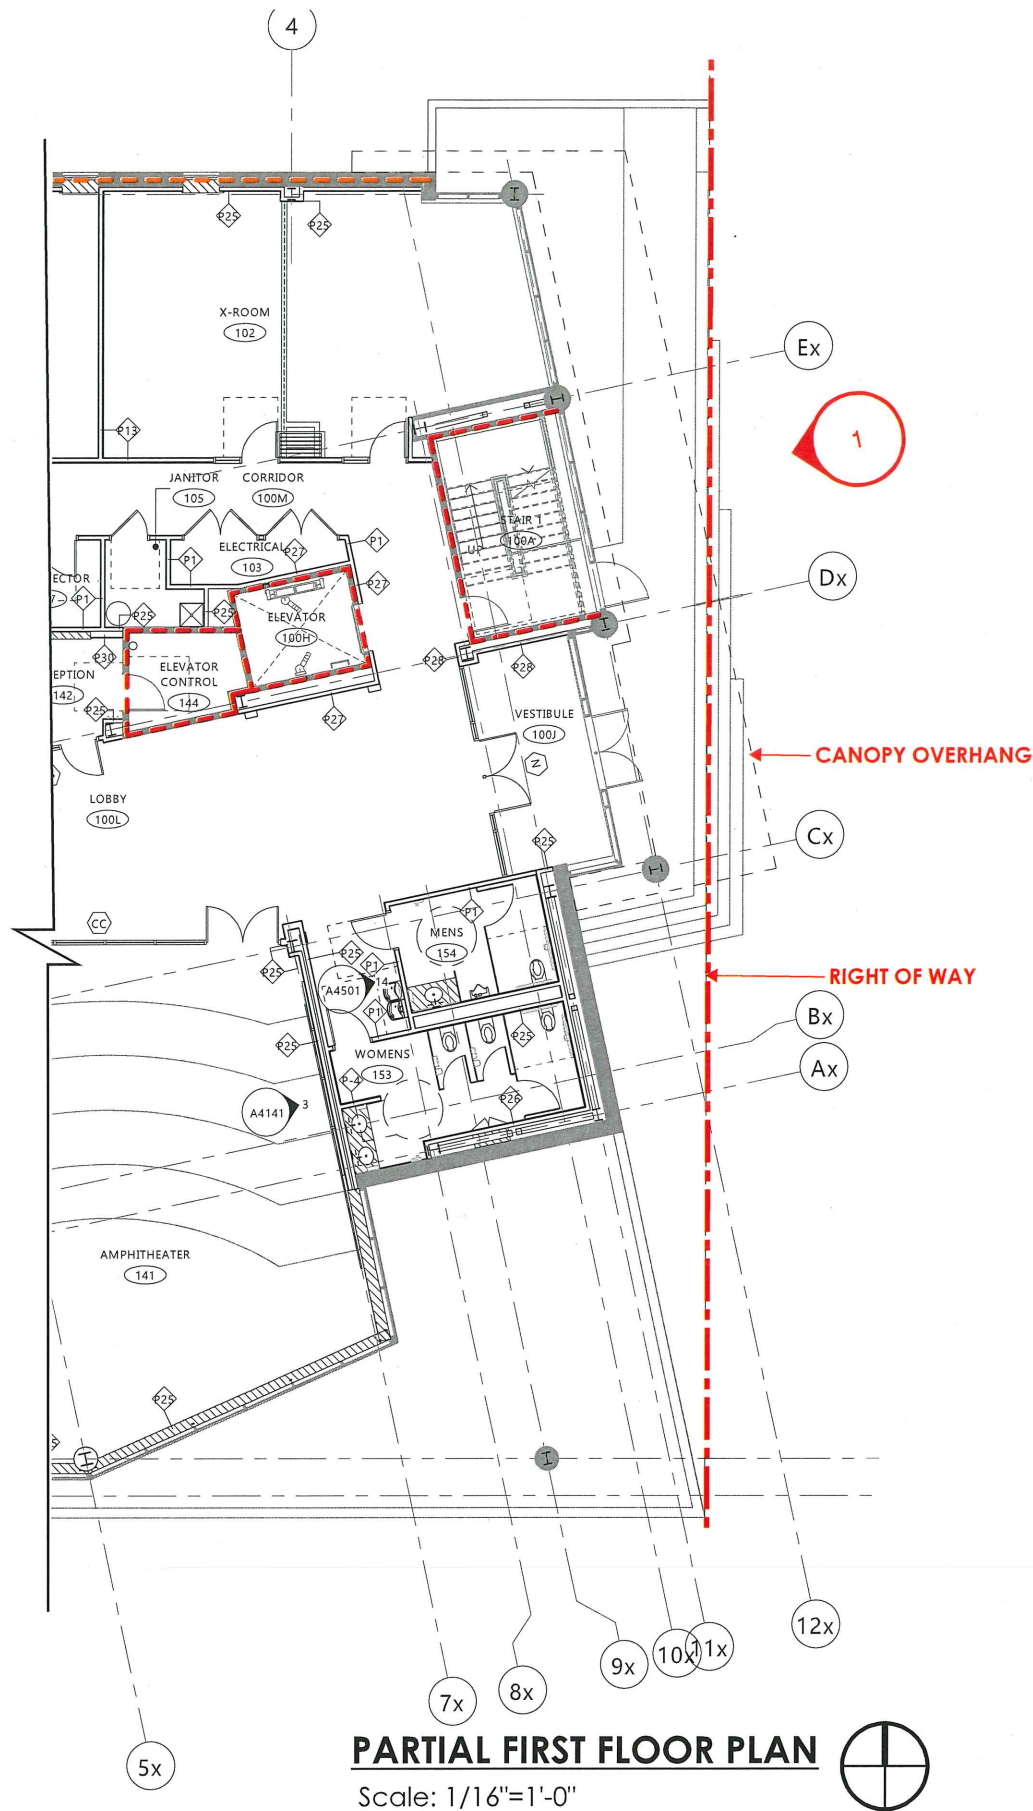 4
P25
P25
X-ROOM
102
Ex
1
P13
JANITOR
105
CORRIDOR
100M
STAIR 1
100A
UP
P1
P1
ELECTRICAL
103
P27
P27
Dx
ECTOR
7
P1
P25
P25
ELEVATOR
100H
P30
ELEVATOR
CONTROL
144
EPTION
142
P25
P28
P28
P27
VESTIBULE
100J
N
CANOPY OVERHANG
LOBBY
100L
Cx
P25
CC
P1
MENS
154
P25
P25
P1
A4501
14
RIGHT OF WAY
P1
Bx
P25
P25
WOMENS
153
Ax
P-4
A4141
3
P26
AMPHITHEATER
141
P25
12x
10x
11x
9x
8x
7x
5x
PARTIAL FIRST FLOOR PLAN
Scale: 1/16"=1'-0"